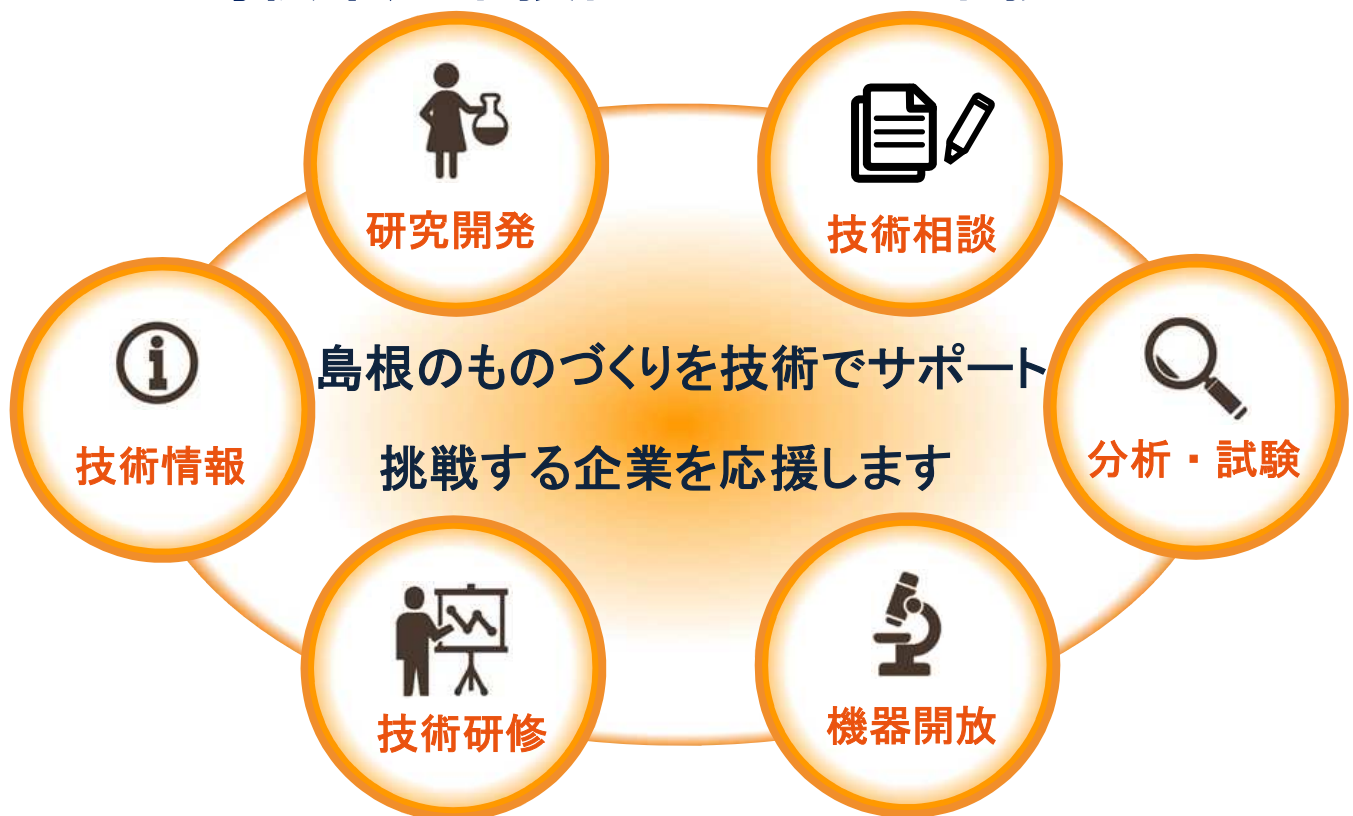 研究開発
技術相談
技術情報
島根のものづくりを技術でサポート
挑戦する企業を応援します
分析・試験
技術研修
機器開放